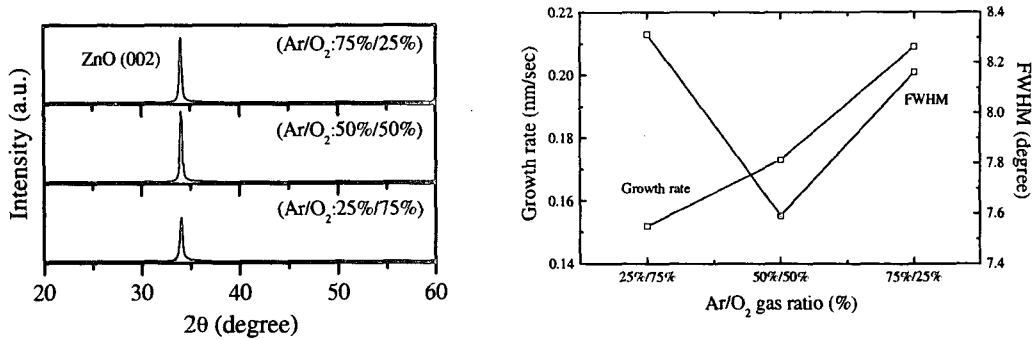 (Ar/O2:75%/25%)
ZnO (002)
(Ar/O2:50%/50%)
(Ar/O2:25%/75%)
Intensity (a.u.)
20 30 40 50 60
2θ (degree)
0.22
0.20
0.18
0.16
0.14
Growth rate (nm/sec)
8.4
8.2
8.0
7.8
7.6
7.4
FWHM (degree)
FWHM
Growth rate
25%/75% 50%/50% 75%/25%
Ar/O2 gas ratio (%)